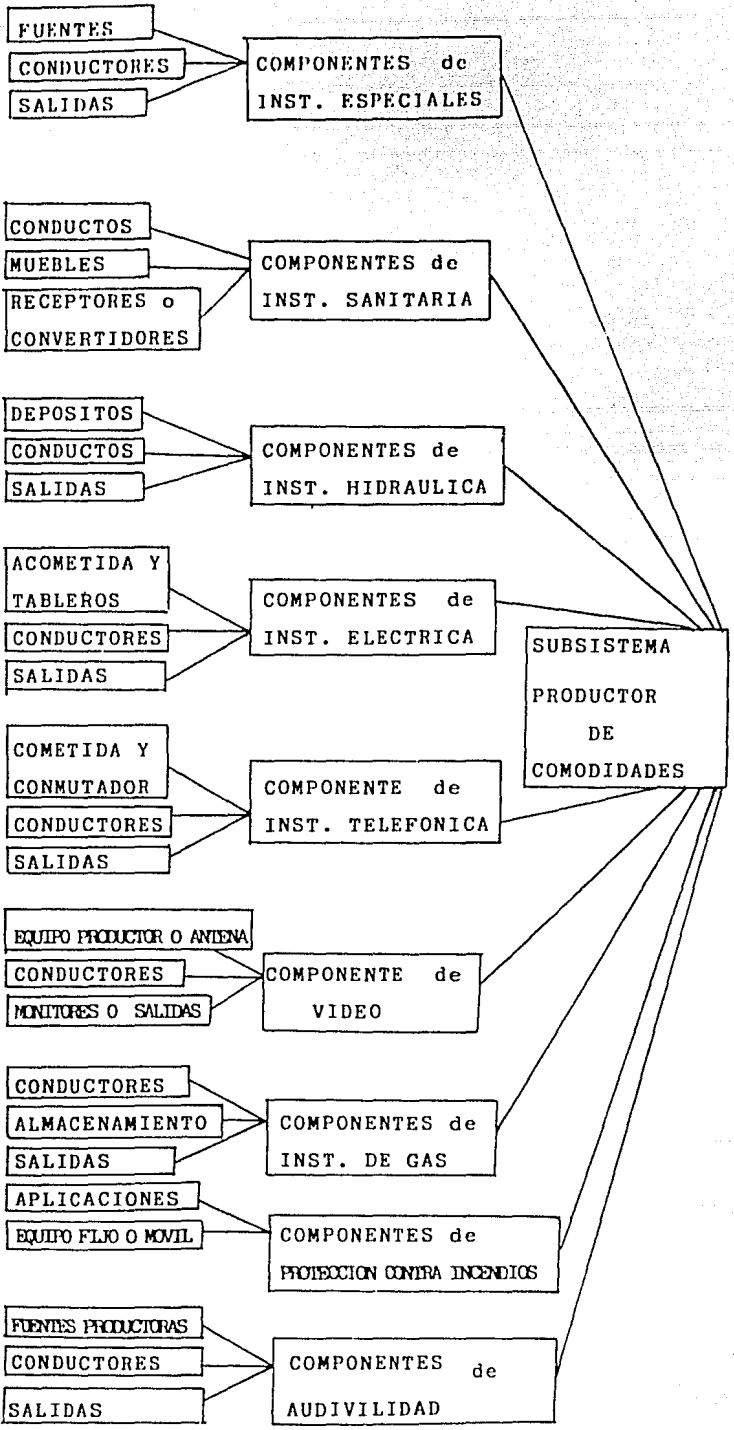 FUENTES
CONDUCTORES
SALIDAS
COMPONENTES de
INST. ESPECIALES
CONDUCTOS
MUEBLES
RECEPTORES o
CONVERTIDORES
COMPONENTES de
INST. SANITARIA
DEPOSITOS
CONDUCTOS
SALIDAS
COMPONENTES de
INST. HIDRAULICA
ACOMETIDA Y
TABLEROS
CONDUCTORES
SALIDAS
COMPONENTES de
INST. ELECTRICA
SUBSISTEMA
PRODUCTOR
DE
COMODIDADES
COMETIDA Y
CONMUTADOR
CONDUCTORES
SALIDAS
COMPONENTE de
INST. TELEFONICA
EQUIPO PRODUCTOR O ANTENA
CONDUCTORES
MONITORES O SALIDAS
COMPONENTE de
VIDEO
CONDUCTORES
ALMACENAMIENTO
SALIDAS
COMPONENTES de
INST. DE GAS
APLICACIONES
EQUIPO FIJO O MOVIL
COMPONENTES de
PROTECCION CONTRA INCENDIOS
FUENTES PRODUCTORAS
CONDUCTORES
SALIDAS
COMPONENTES de
AUDIVILIDAD